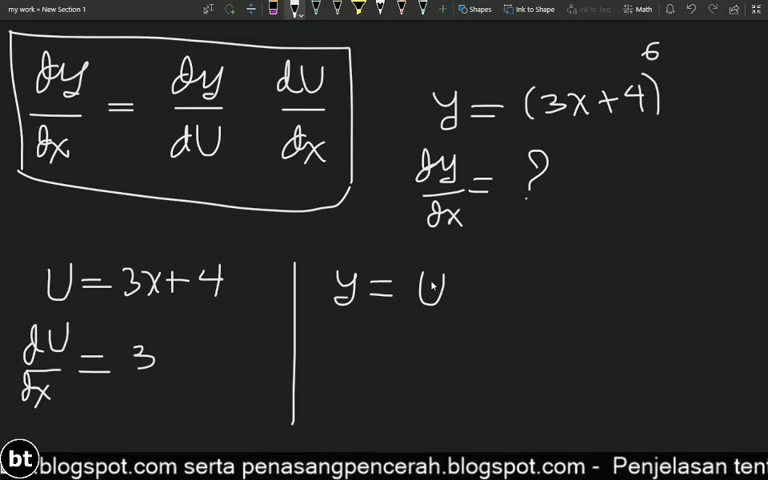 my work » New Section 1
Shapes Ink to Shape Ink to Text Math
dy/dx = dy/dU dU/dx
y = (3x+4)^6
dy/dx = ?
U = 3x+4
dU/dx = 3
y = U
bt
blogspot.com serta penasangpencerah.blogspot.com - Penjelasan tent